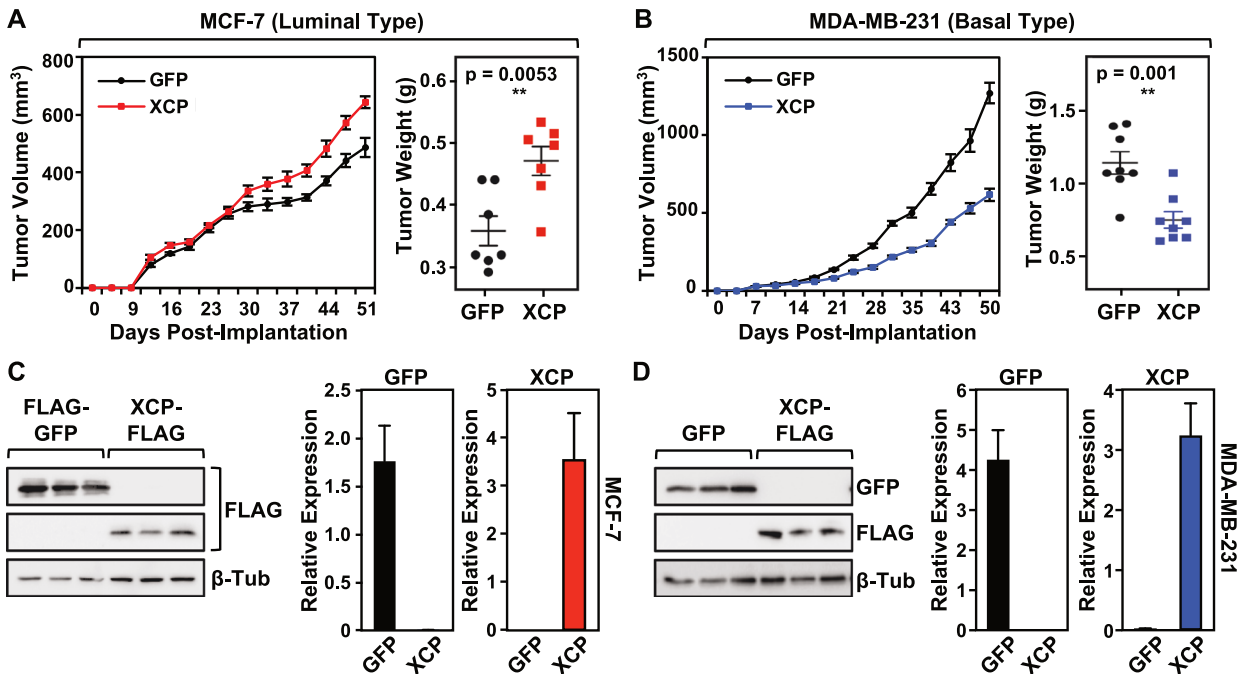 A
MCF-7 (Luminal Type)
Tumor Volume (mm³)
800
600
400
200
0
GFP
XCP
0 9 16 23 30 37 44 51
Days Post-Implantation
Tumor Weight (g)
0.6
0.5
0.4
0.3
p = 0.0053
**
GFP XCP
B
MDA-MB-231 (Basal Type)
Tumor Volume (mm³)
1500
1000
500
0
GFP
XCP
0 7 14 21 28 35 43 50
Days Post-Implantation
Tumor Weight (g)
1.5
1.0
0.5
p = 0.001
**
GFP XCP
C
FLAG-
GFP
XCP-
FLAG
FLAG
β-Tub
GFP
Relative Expression
2.5
2.0
1.5
1.0
0.5
0
GFP XCP
XCP
Relative Expression
5
4
3
2
1
0
GFP XCP
MCF-7
D
GFP
XCP-
FLAG
GFP
FLAG
β-Tub
GFP
Relative Expression
6
5
4
3
2
1
0
GFP XCP
XCP
Relative Expression
4
3
2
1
0
GFP XCP
MDA-MB-231